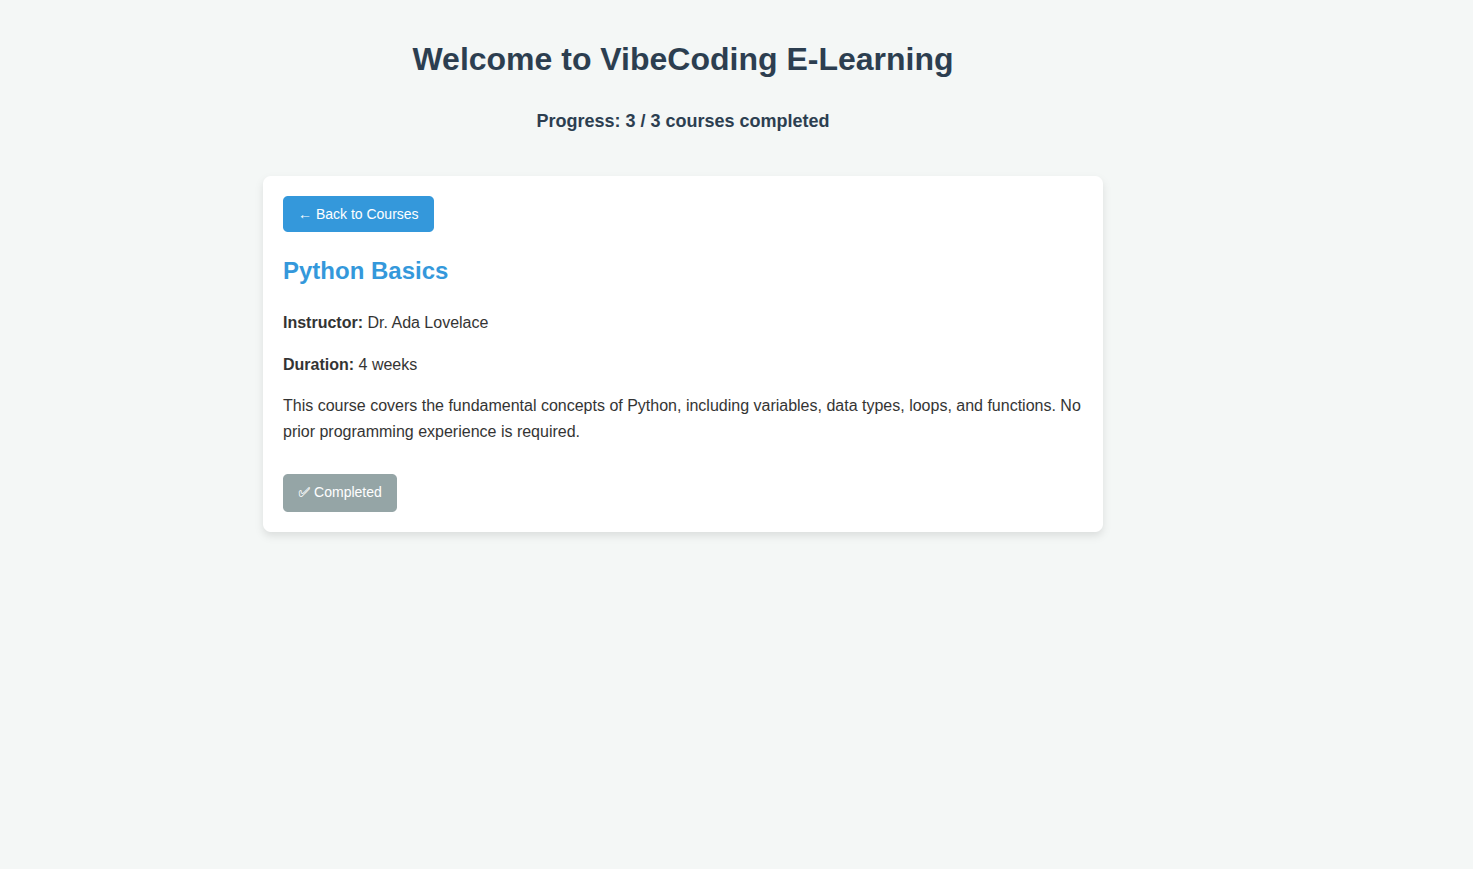 Welcome to VibeCoding E-Learning
Progress: 3 / 3 courses completed
← Back to Courses
Python Basics
Instructor: Dr. Ada Lovelace
Duration: 4 weeks
This course covers the fundamental concepts of Python, including variables, data types, loops, and functions. No
prior programming experience is required.
✅ Completed